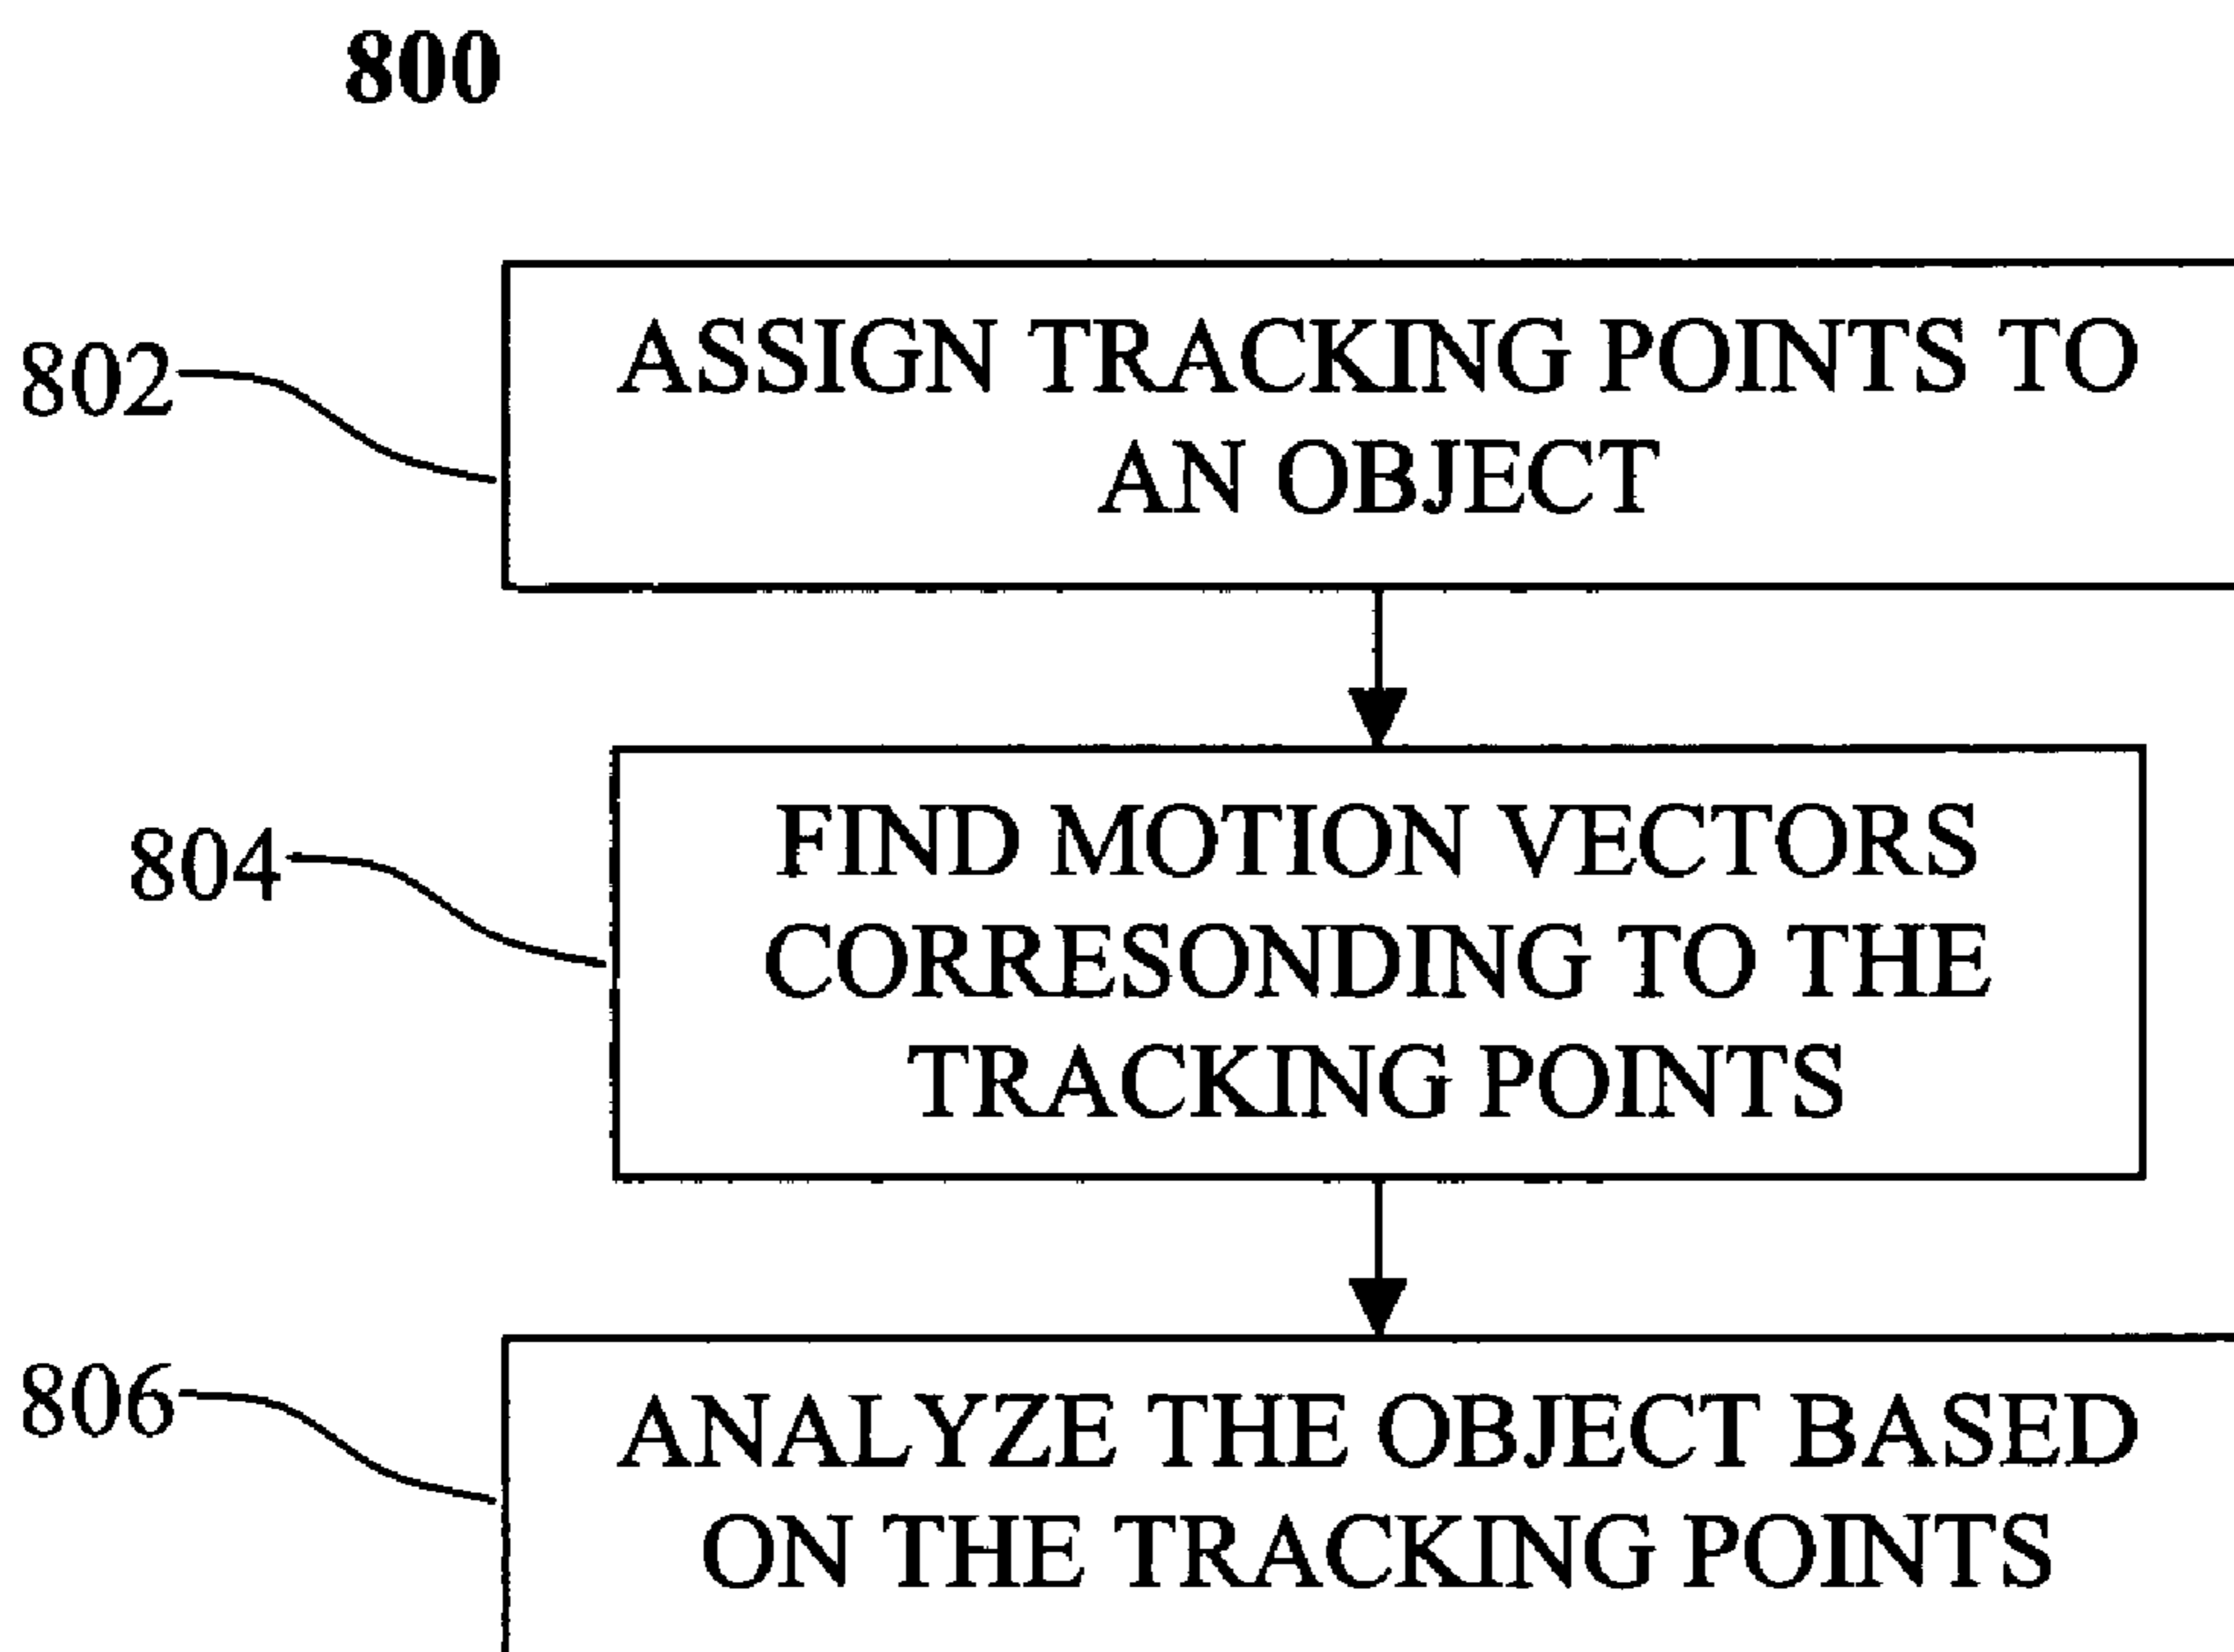 800
802
ASSIGN TRACKING POINTS TO
AN OBJECT
804
FIND MOTION VECTORS
CORRESONDING TO THE
TRACKING POINTS
806
ANALYZE THE OBJECT BASED
ON THE TRACKING POINTS